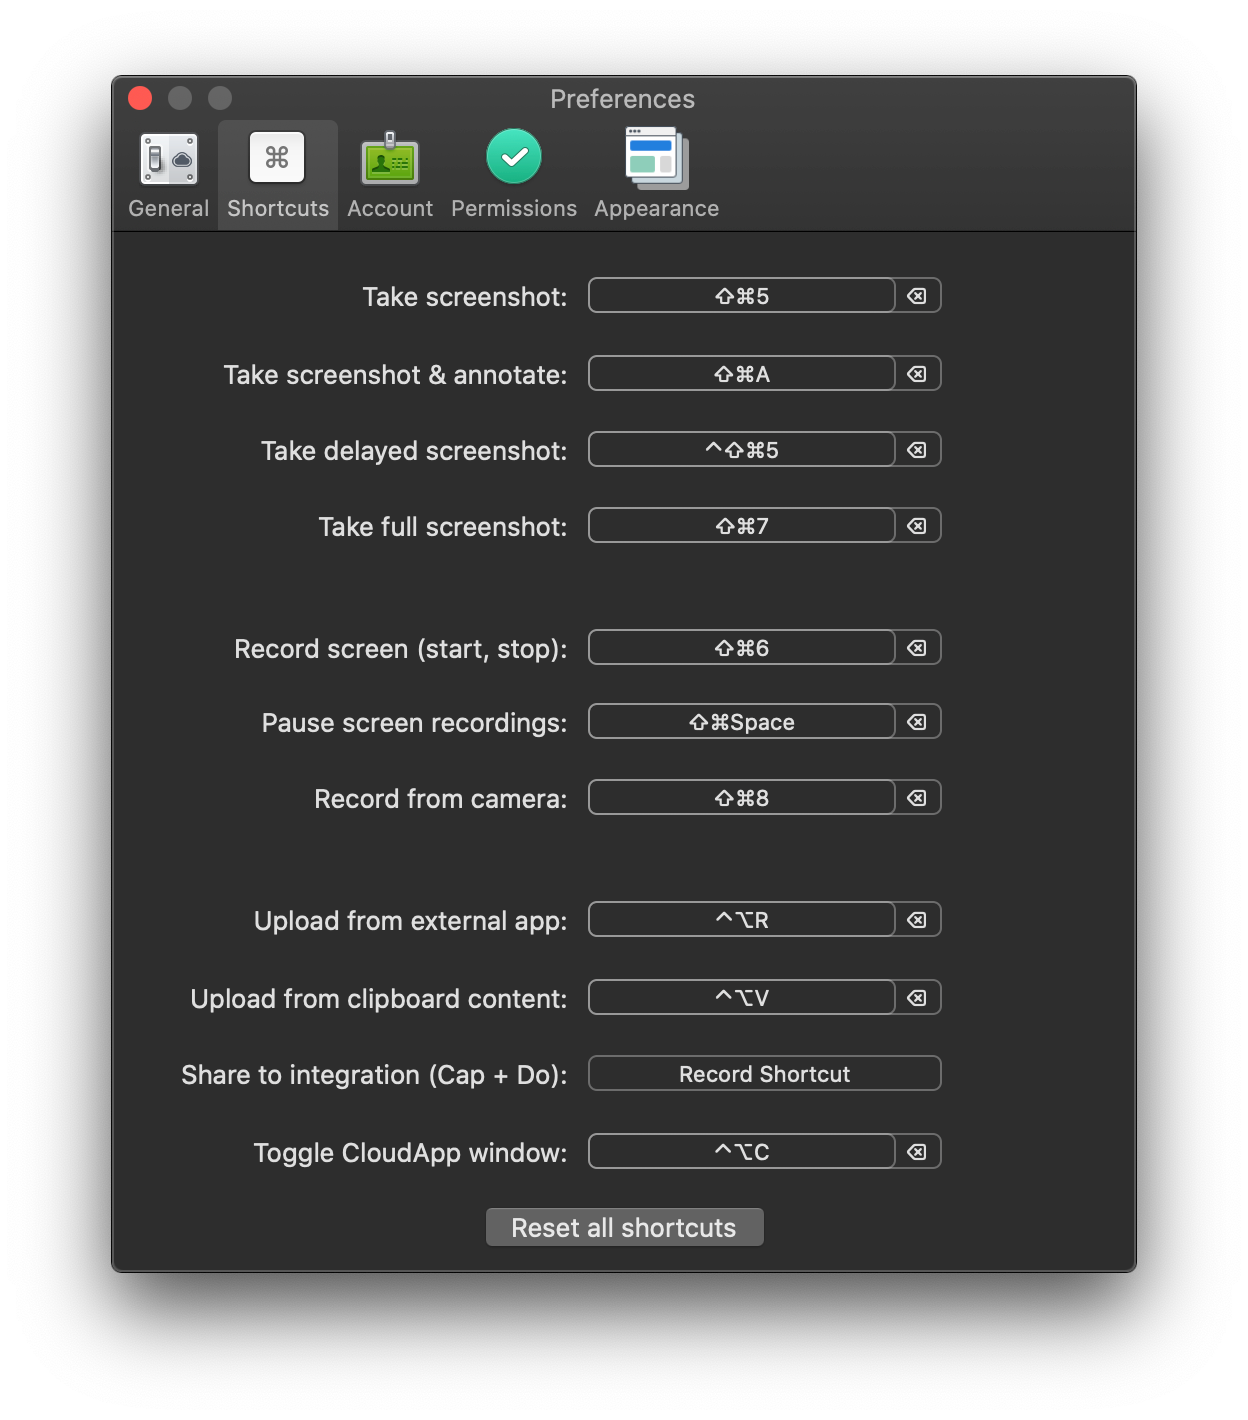 Preferences
General Shortcuts Account Permissions Appearance
Take screenshot: ⇧⌘5
Take screenshot & annotate: ⇧⌘A
Take delayed screenshot: ^⇧⌘5
Take full screenshot: ⇧⌘7
Record screen (start, stop): ⇧⌘6
Pause screen recordings: ⇧⌘Space
Record from camera: ⇧⌘8
Upload from external app: ^⌥R
Upload from clipboard content: ^⌥V
Share to integration (Cap + Do): Record Shortcut
Toggle CloudApp window: ^⌥C
Reset all shortcuts